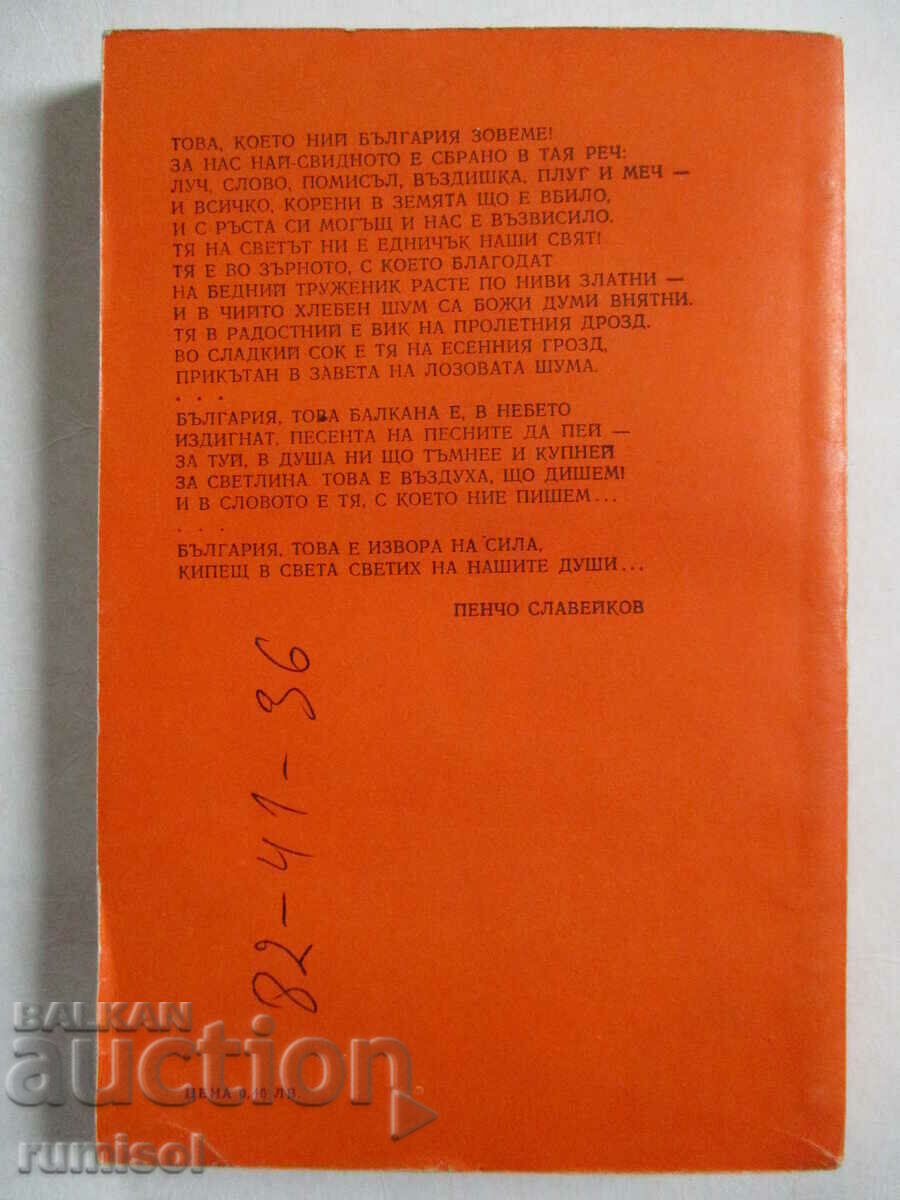 ТОВА, КОЕТО НИЙ БЪЛГАРИЯ ЗОВЕМЕ!
ЗА НАС НАЙ-СВИДНОТО Е СБРАНО В ТАЯ РЕЧ:
ЛУЧ, СЛОВО, ПОМИСЪЛ, ВЪЗДИШКА, ПЛУГ И МЕЧ —
И ВСИЧКО, КОРЕНИ В ЗЕМЯТА ЩО Е ВБИЛО,
И С РЪСТА СИ МОГЪЩ И НАС Е ВЪЗВИСИЛО.
ТЯ НА СВЕТЪТ НИ Е ЕДНИЧЪК НАШИ СВЯТ!
ТЯ Е ВО ЗЪРНОТО, С КОЕТО БЛАГОДАТ
НА БЕДНИЙ ТРУЖЕНИК РАСТЕ ПО НИВИ ЗЛАТНИ —
И В ЧИЙТО ХЛЕБЕН ШУМ СА БОЖИ ДУМИ ВНЯТНИ.
ТЯ В РАДОСТНИЙ Е ВИК НА ПРОЛЕТНИЯ ДРОЗД.
ВО СЛАДКИЙ СОК Е ТЯ НА ЕСЕННИЯ ГРОЗД,
ПРИКЪТАН В ЗАВЕТА НА ЛОЗОВАТА ШУМА.
. . .
БЪЛГАРИЯ, ТОВА БАЛКАНА Е, В НЕБЕТО
ИЗДИГНАТ, ПЕСЕНТА НА ПЕСНИТЕ ДА ПЕЙ —
ЗА ТУЙ, В ДУША НИ ЩО ТЪМНЕЕ И КУПНЕЙ
ЗА СВЕТЛИНА. ТОВА Е ВЪЗДУХА, ЩО ДИШЕМ!
И В СЛОВОТО Е ТЯ, С КОЕТО НИЕ ПИШЕМ...
. . .
БЪЛГАРИЯ, ТОВА Е ИЗВОРА НА СИЛА,
КИПЕЩ В СВЕТА СВЕТИХ НА НАШИТЕ ДУШИ...
ПЕНЧО СЛАВЕЙКОВ
82-41-36
ЦЕНА 0,40 ЛВ.
BALKAN
auction
rumisol